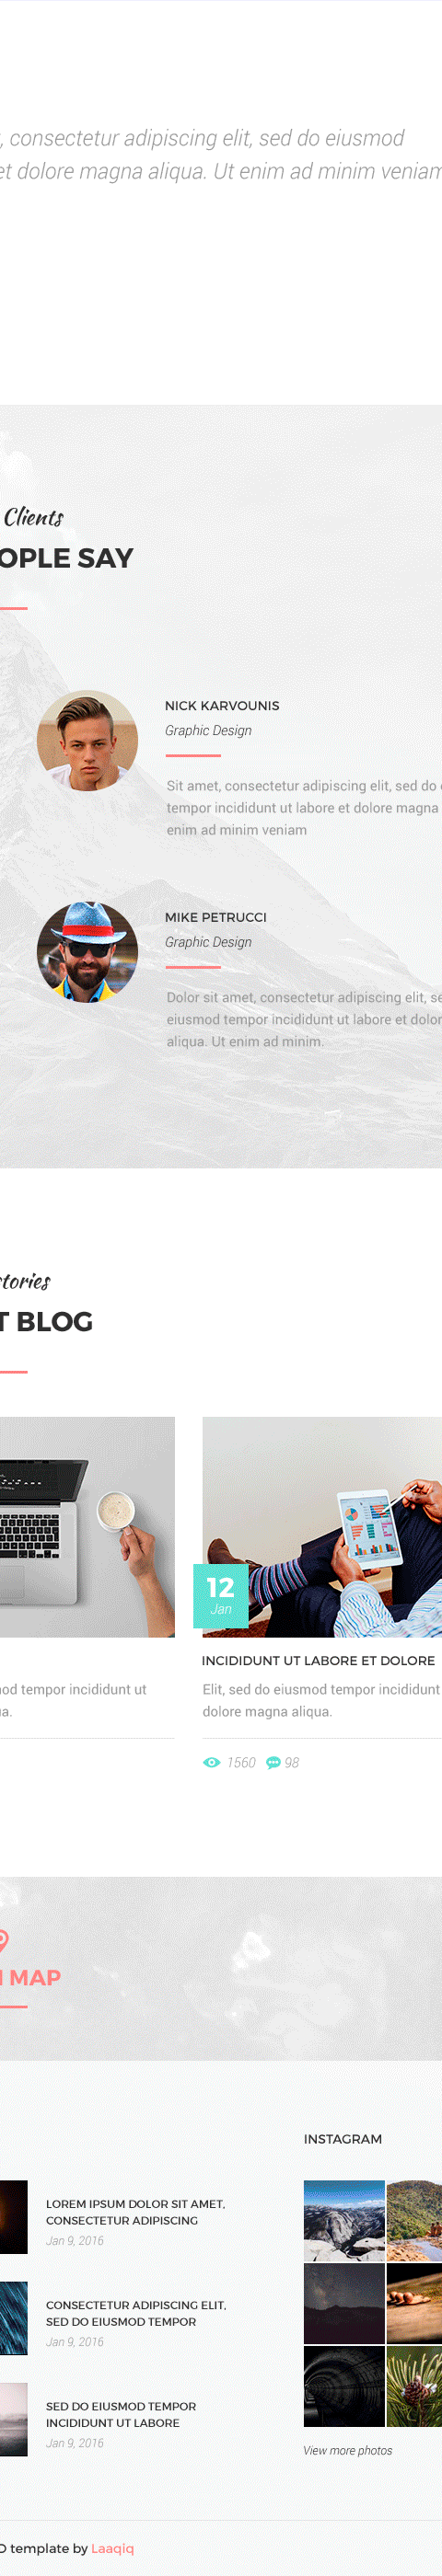 , consectetur adipiscing elit, sed do eiusmod
et dolore magna aliqua. Ut enim ad minim veniam
Clients
OPLE SAY
NICK KARVOUNIS
Graphic Design
Sit amet, consectetur adipiscing elit, sed do
tempor incididunt ut labore et dolore magna
enim ad minim veniam
MIKE PETRUCCI
Graphic Design
Dolor sit amet, consectetur adipiscing elit, se
eiusmod tempor incididunt ut labore et dolor
aliqua. Ut enim ad minim.
stories
T BLOG
12
Jan
INCIDIDUNT UT LABORE ET DOLORE
od tempor incididunt ut
a.
Elit, sed do eiusmod tempor incididunt
dolore magna aliqua.
1560 98
MAP
INSTAGRAM
LOREM IPSUM DOLOR SIT AMET,
CONSECTETUR ADIPISCING
Jan 9, 2016
CONSECTETUR ADIPISCING ELIT,
SED DO EIUSMOD TEMPOR
Jan 9, 2016
SED DO EIUSMOD TEMPOR
INCIDIDUNT UT LABORE
Jan 9, 2016
View more photos
D template by Laaqiq